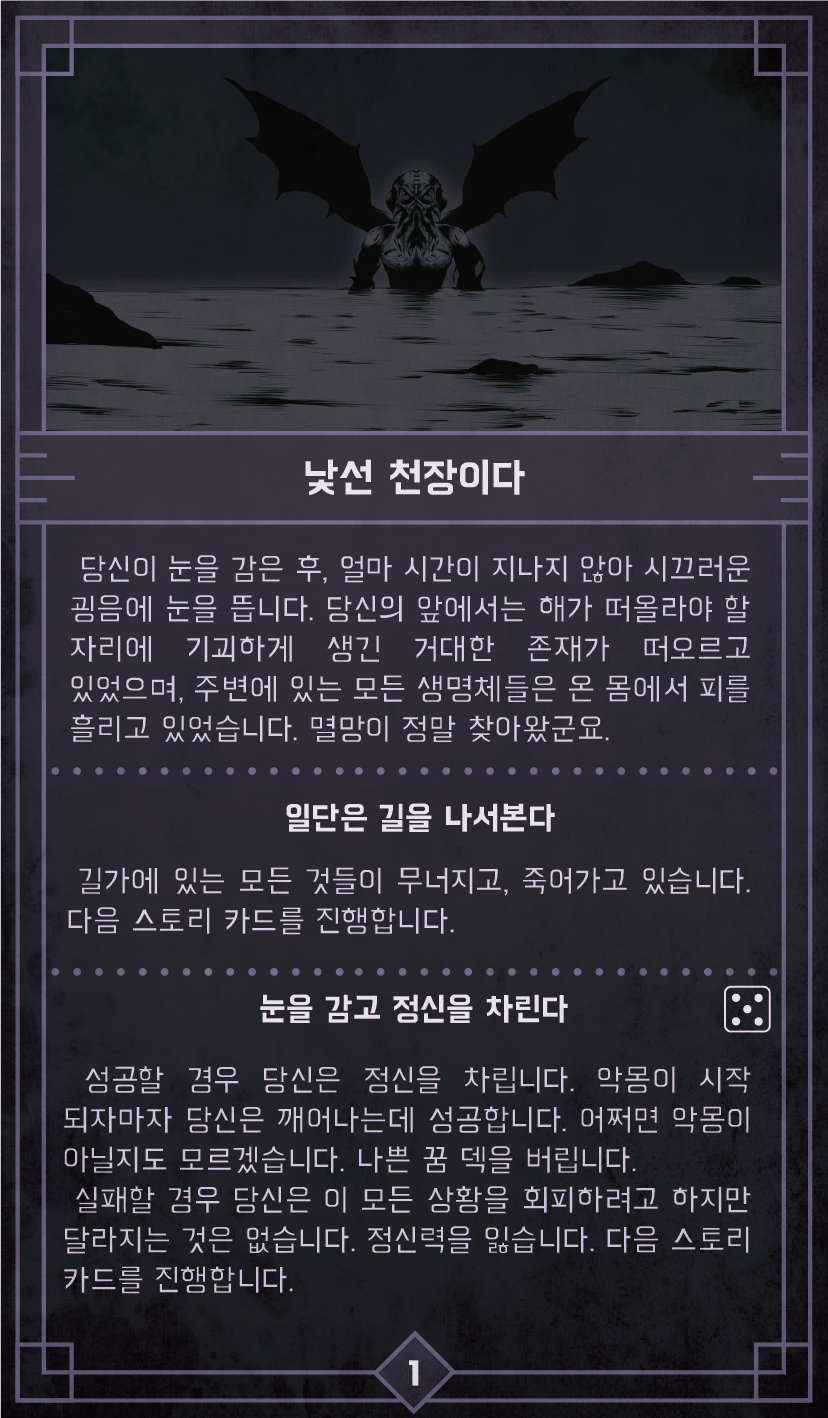 낯선 천장이다
당신이 눈을 감은 후, 얼마 시간이 지나지 않아 시끄러운
굉음에 눈을 뜹니다. 당신의 앞에서는 해가 떠올라야 할
자리에 기괴하게 생긴 거대한 존재가 떠오르고
있었으며, 주변에 있는 모든 생명체들은 온 몸에서 피를
흘리고 있었습니다. 멸망이 정말 찾아왔군요.
일단은 길을 나서본다
길가에 있는 모든 것들이 무너지고, 죽어가고 있습니다.
다음 스토리 카드를 진행합니다.
눈을 감고 정신을 차린다
성공할 경우 당신은 정신을 차립니다. 악몽이 시작
되자마자 당신은 깨어나는데 성공합니다. 어쩌면 악몽이
아닐지도 모르겠습니다. 나쁜 꿈 덱을 버립니다.
실패할 경우 당신은 이 모든 상황을 회피하려고 하지만
달라지는 것은 없습니다. 정신력을 잃습니다. 다음 스토리
카드를 진행합니다.
1